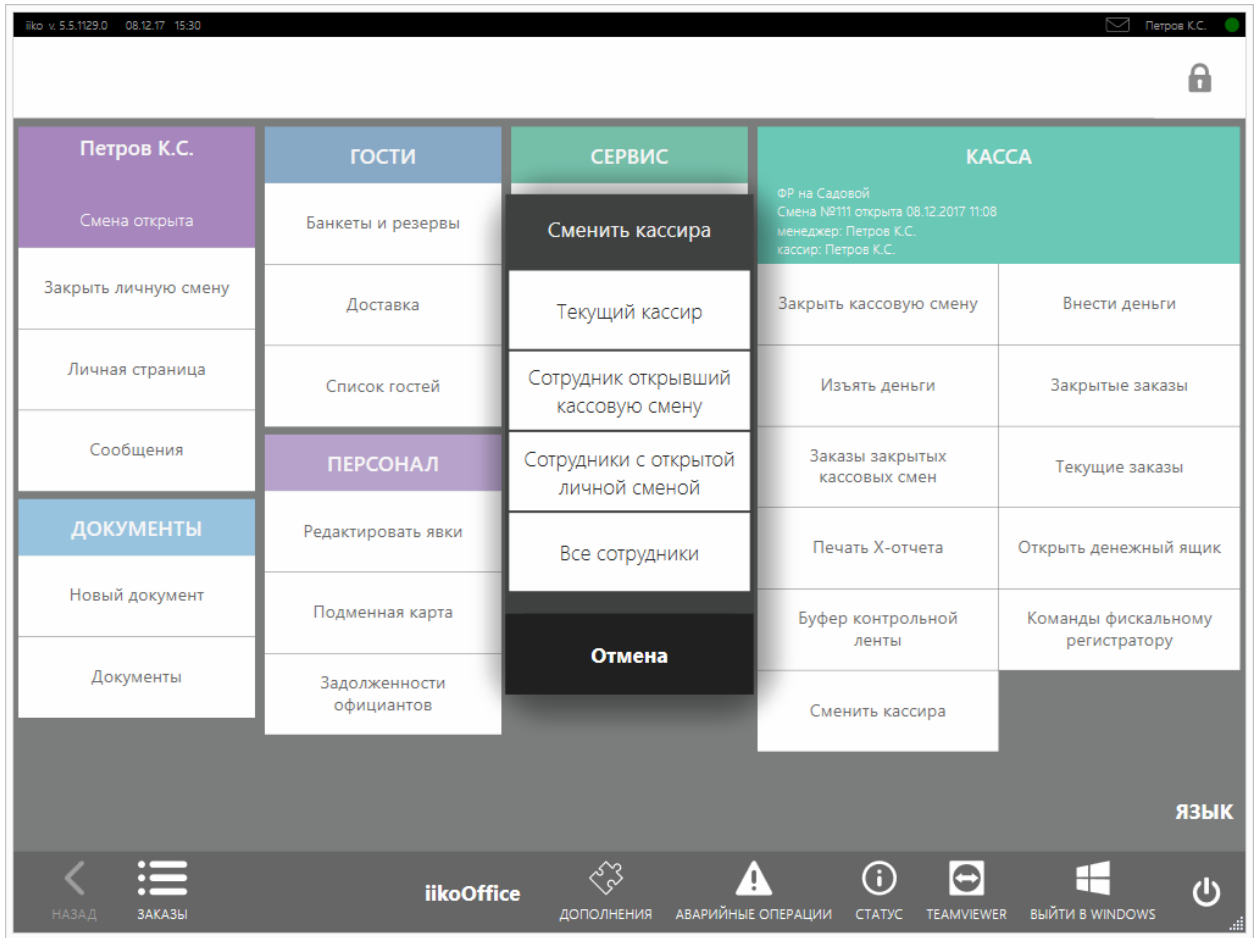 iiko v. 5.5.1129.0 08.12.17 15:30
Петров К.С.
Петров К.С.
Смена открыта
Закрыть личную смену
Личная страница
Сообщения
ДОКУМЕНТЫ
Новый документ
Документы
ГОСТИ
Банкеты и резервы
Доставка
Список гостей
ПЕРСОНАЛ
Редактировать явки
Подменная карта
Задолженности
официантов
СЕРВИС
Сменить кассира
Текущий кассир
Сотрудник открывший
кассовую смену
Сотрудники с открытой
личной сменой
Все сотрудники
Отмена
КАССА
ФР на Садовой
Смена №111 открыта 08.12.2017 11:08
менеджер: Петров К.С.
кассир: Петров К.С.
Закрыть кассовую смену
Внести деньги
Изъять деньги
Закрытые заказы
Заказы закрытых
кассовых смен
Текущие заказы
Печать X-отчета
Открыть денежный ящик
Буфер контрольной
ленты
Команды фискальному
регистратору
Сменить кассира
ЯЗЫК
НАЗАД
ЗАКАЗЫ
iikoOffice
ДОПОЛНЕНИЯ
АВАРИЙНЫЕ ОПЕРАЦИИ
СТАТУС
TEAMVIEWER
ВЫЙТИ В WINDOWS